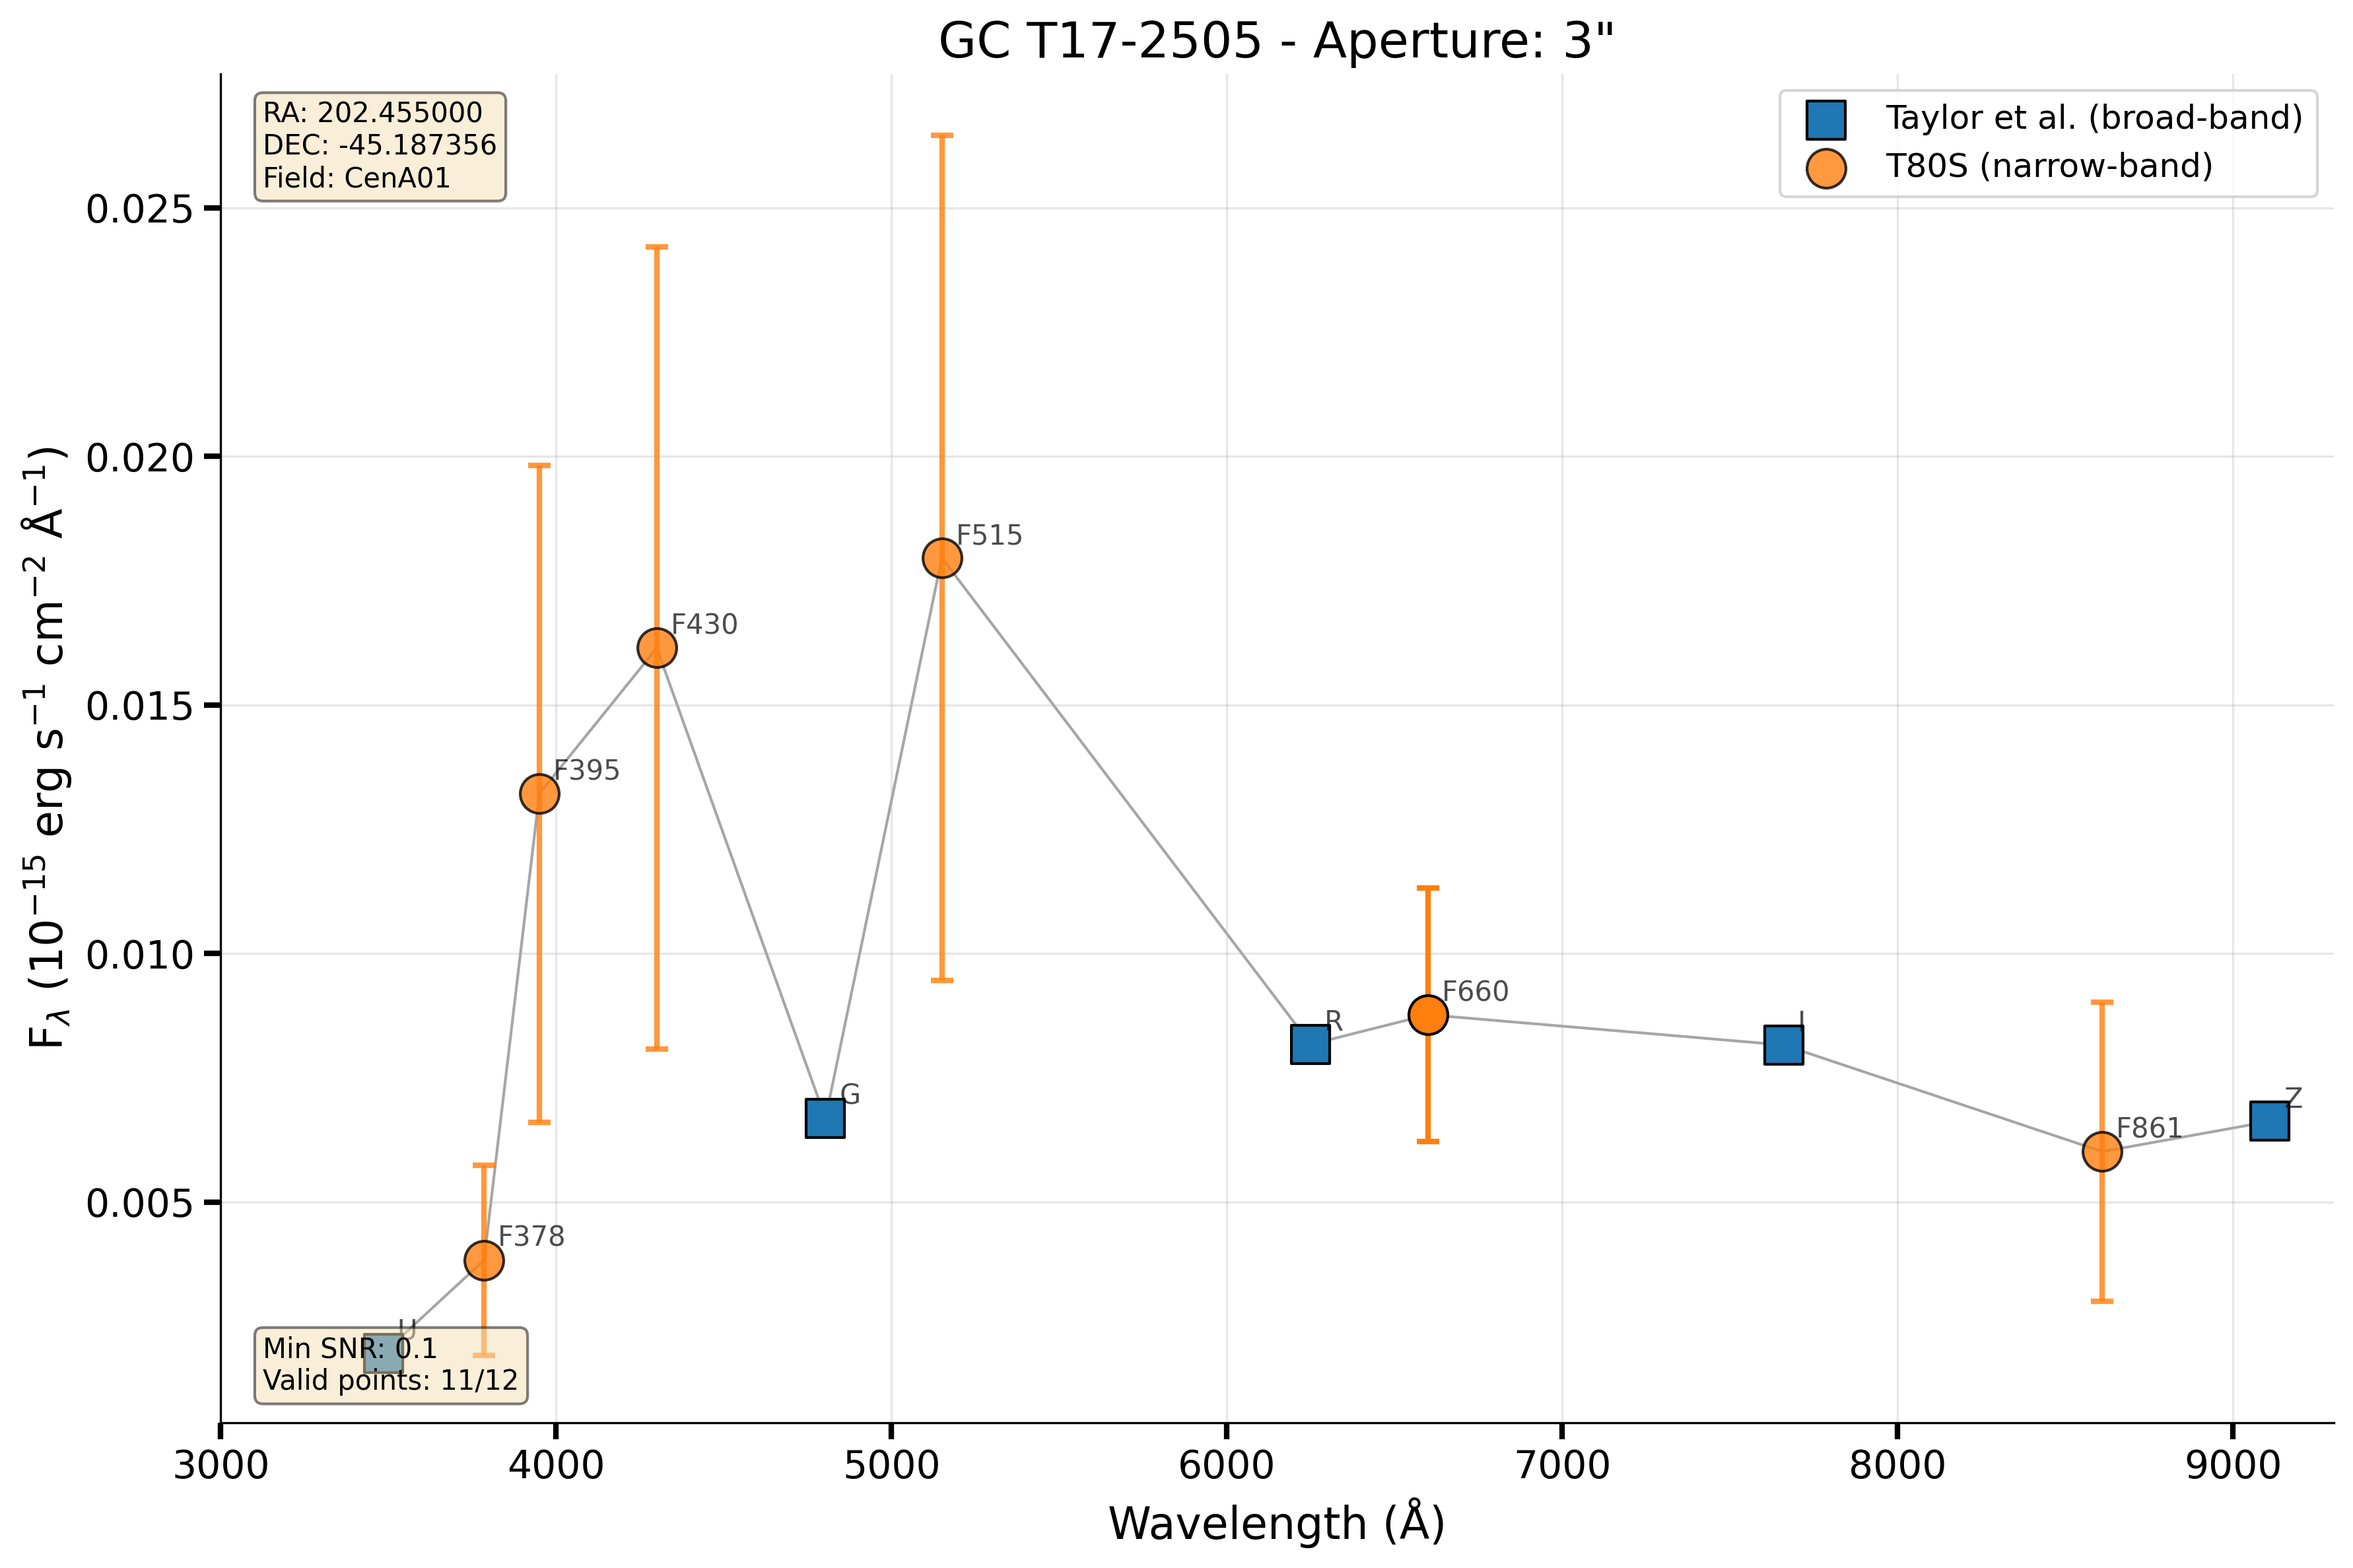 GC T17-2505 - Aperture: 3"
RA: 202.455000
DEC: -45.187356
Field: CenA01
Taylor et al. (broad-band)
T80S (narrow-band)
0.025
0.020
0.015
0.010
0.005
F_λ (10⁻¹⁵ erg s⁻¹ cm⁻² Å⁻¹)
F515
F430
F395
F660
R
I
G
Z
F861
F378
U
Min SNR: 0.1
Valid points: 11/12
3000 4000 5000 6000 7000 8000 9000
Wavelength (Å)